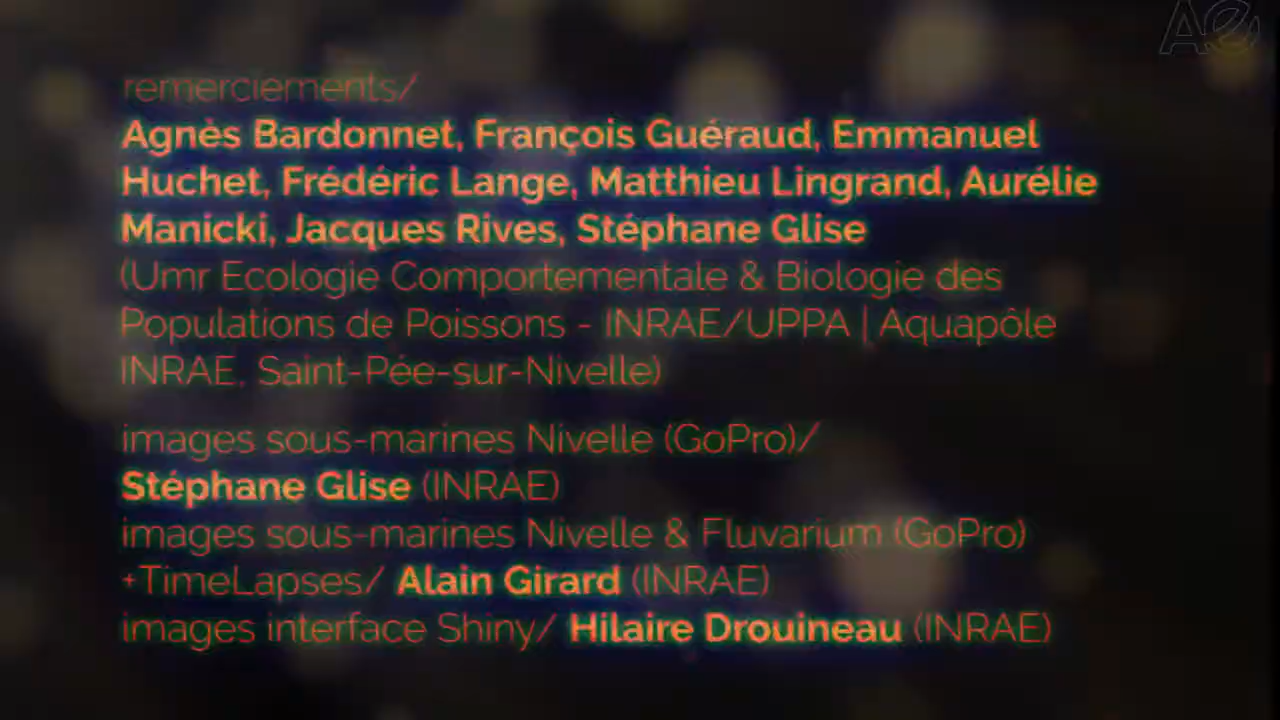 remerciements/
Agnès Bardonnet, François Guéraud, Emmanuel
Huchet, Frédéric Lange, Matthieu Lingrand, Aurélie
Manicki, Jacques Rives, Stéphane Glise
(Umr Ecologie Comportementale & Biologie des
Populations de Poissons - INRAE/UPPA | Aquapôle
INRAE, Saint-Pée-sur-Nivelle)
images sous-marines Nivelle (GoPro)/
Stéphane Glise (INRAE)
images sous-marines Nivelle & Fluvarium (GoPro)
+TimeLapses/ Alain Girard (INRAE)
images interface Shiny/ Hilaire Drouineau (INRAE)